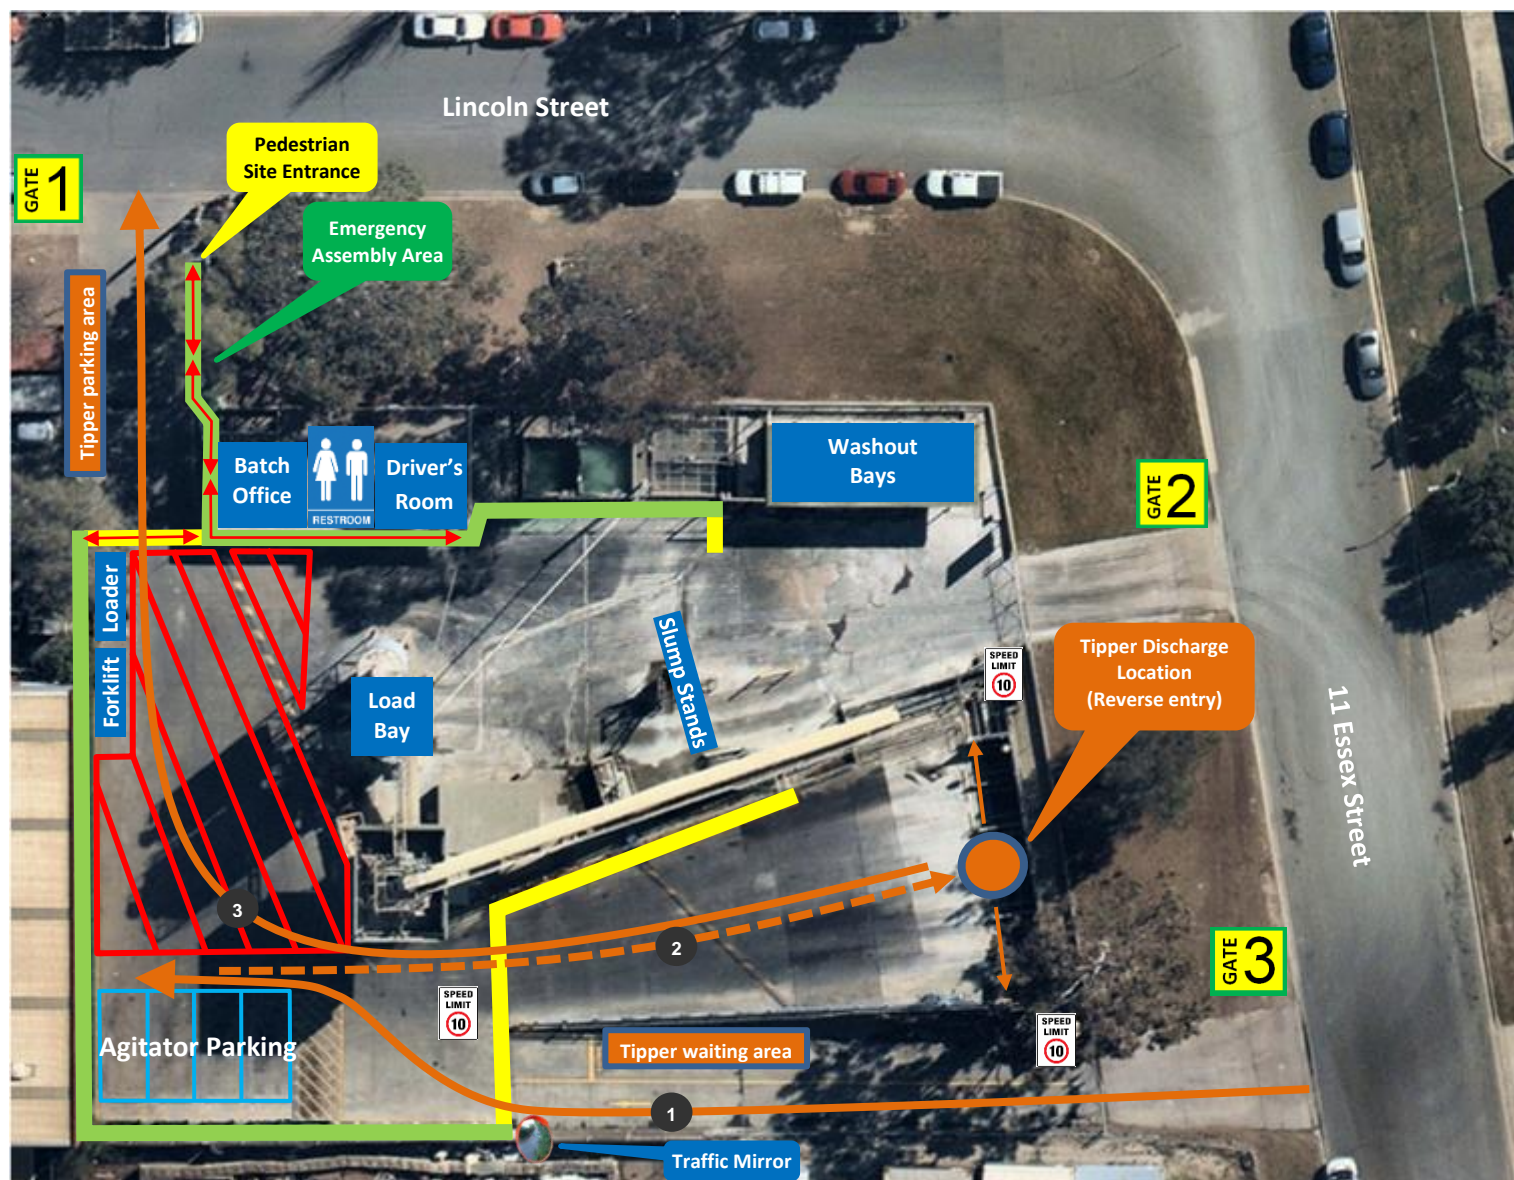 Lincoln Street
Pedestrian
Site Entrance
GATE 1
Emergency
Assembly Area
Tipper parking area
Batch
Office
RESTROOM
Driver's
Room
Washout
Bays
GATE 2
Loader
Forklift
Load
Bay
Slump Stands
SPEED
LIMIT
10
Tipper Discharge
Location
(Reverse entry)
11 Essex Street
3
2
GATE 3
SPEED
LIMIT
10
Agitator Parking
Tipper waiting area
SPEED
LIMIT
10
1
Traffic Mirror